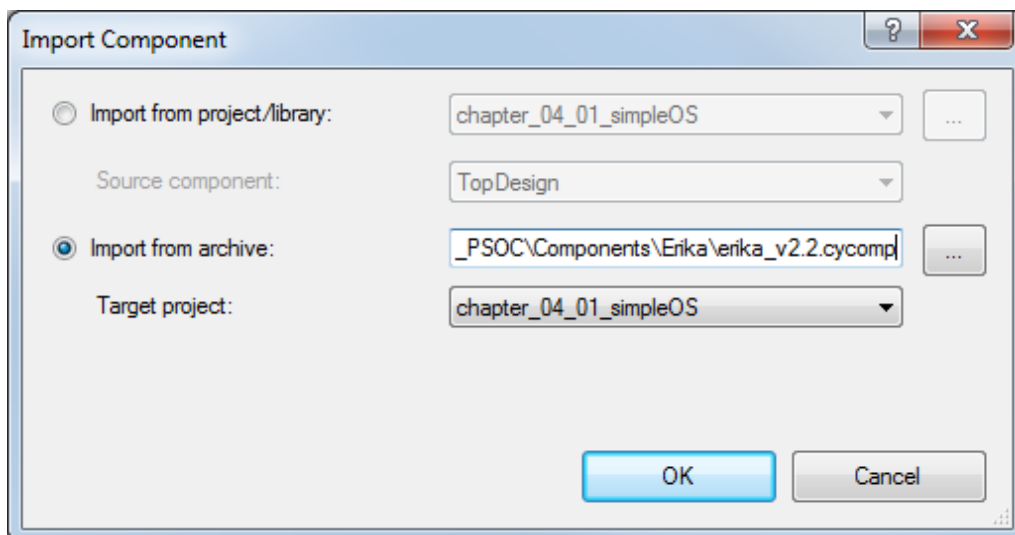 Import Component
Import from project/library: chapter_04_01_simpleOS ...
Source component: TopDesign
Import from archive: _PSOC\Components\Erika\erika_v2.2.cycomp ...
Target project: chapter_04_01_simpleOS
OK Cancel